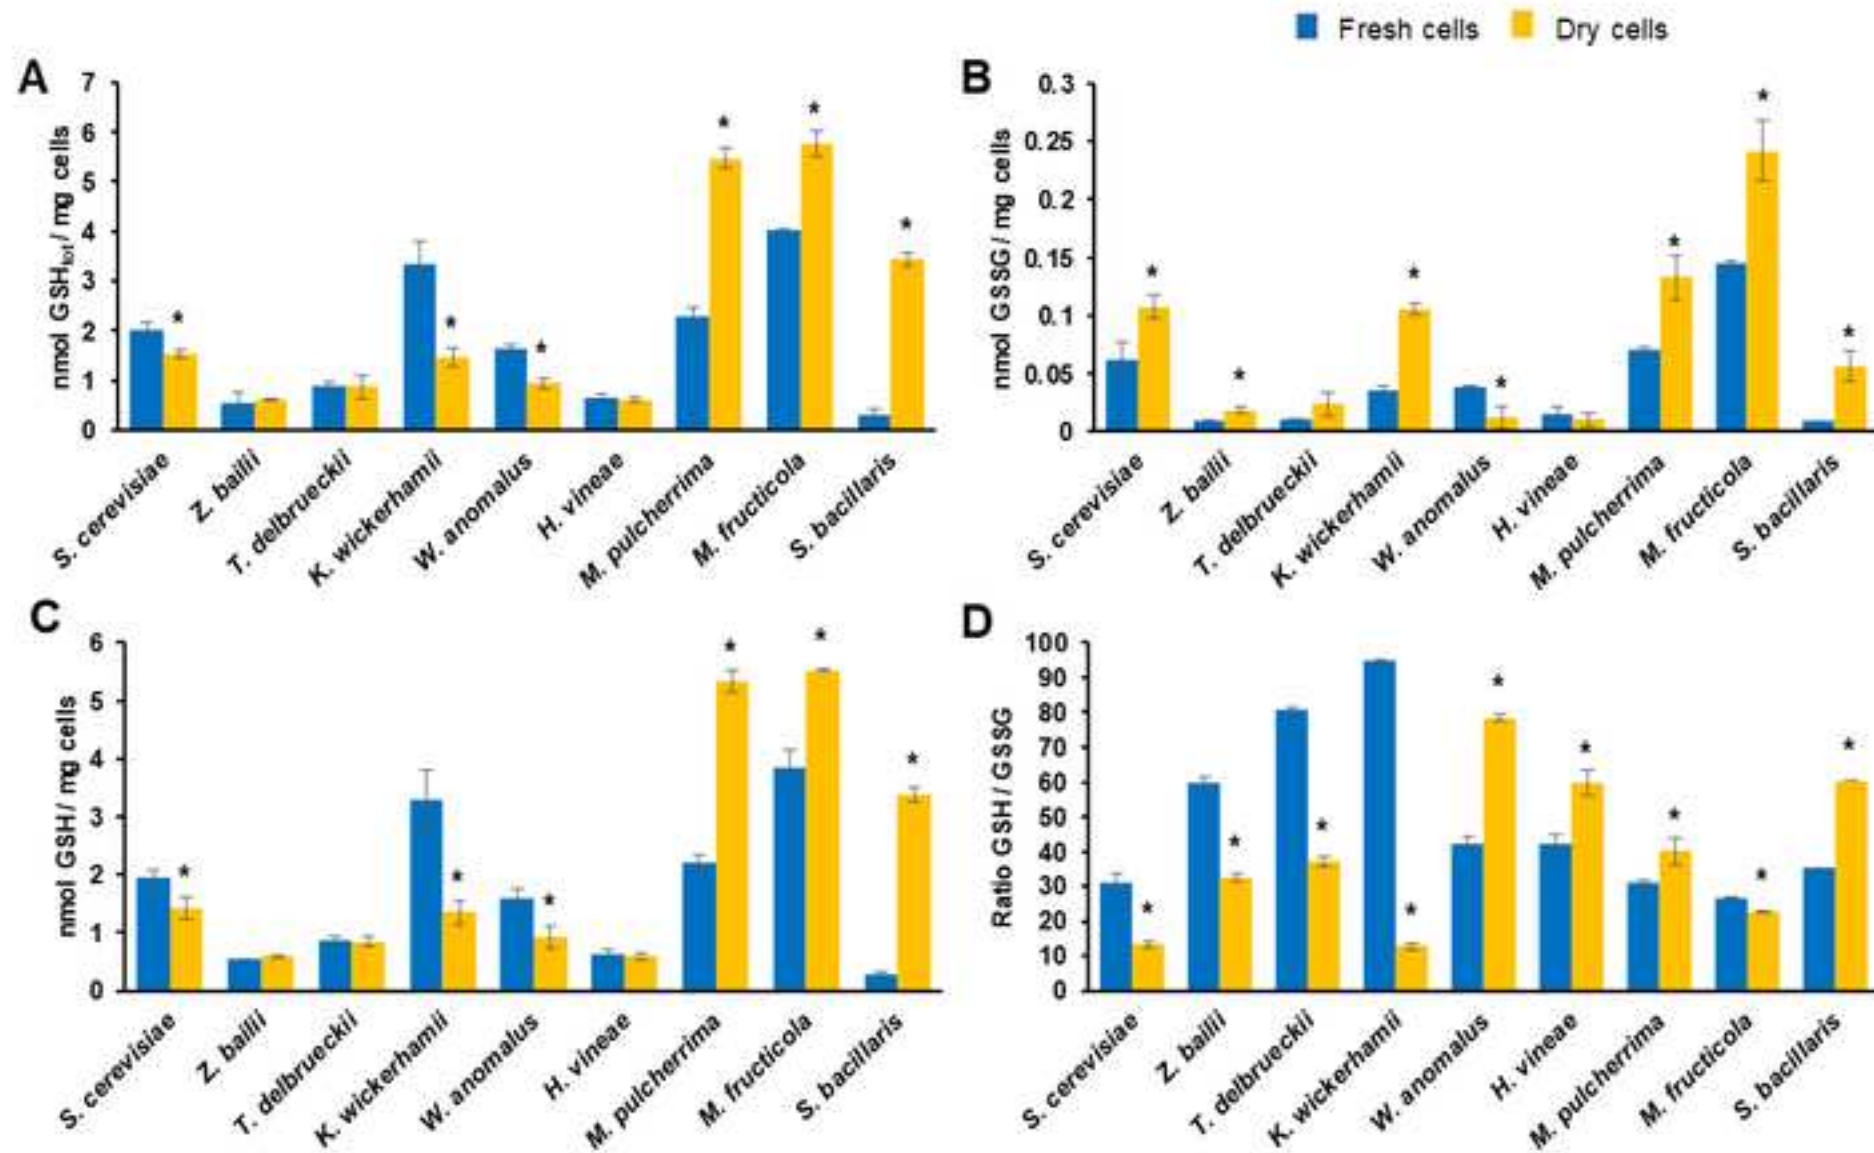 Fresh cells Dry cells
A
nmol GSHtot / mg cells
7
6
5
4
3
2
1
0
*
*
*
*
*
*
S. cerevisiae
Z. bailii
T. delbrueckii
K. wickerhamii
W. anomalus
H. vineae
M. pulcherrima
M. fructicola
S. bacillaris
B
nmol GSSG / mg cells
0.3
0.25
0.2
0.15
0.1
0.05
0
*
*
*
*
*
*
*
S. cerevisiae
Z. bailii
T. delbrueckii
K. wickerhamii
W. anomalus
H. vineae
M. pulcherrima
M. fructicola
S. bacillaris
C
nmol GSH / mg cells
6
5
4
3
2
1
0
*
*
*
*
*
*
S. cerevisiae
Z. bailii
T. delbrueckii
K. wickerhamii
W. anomalus
H. vineae
M. pulcherrima
M. fructicola
S. bacillaris
D
Ratio GSH / GSSG
100
90
80
70
60
50
40
30
20
10
0
*
*
*
*
*
*
*
*
*
S. cerevisiae
Z. bailii
T. delbrueckii
K. wickerhamii
W. anomalus
H. vineae
M. pulcherrima
M. fructicola
S. bacillaris